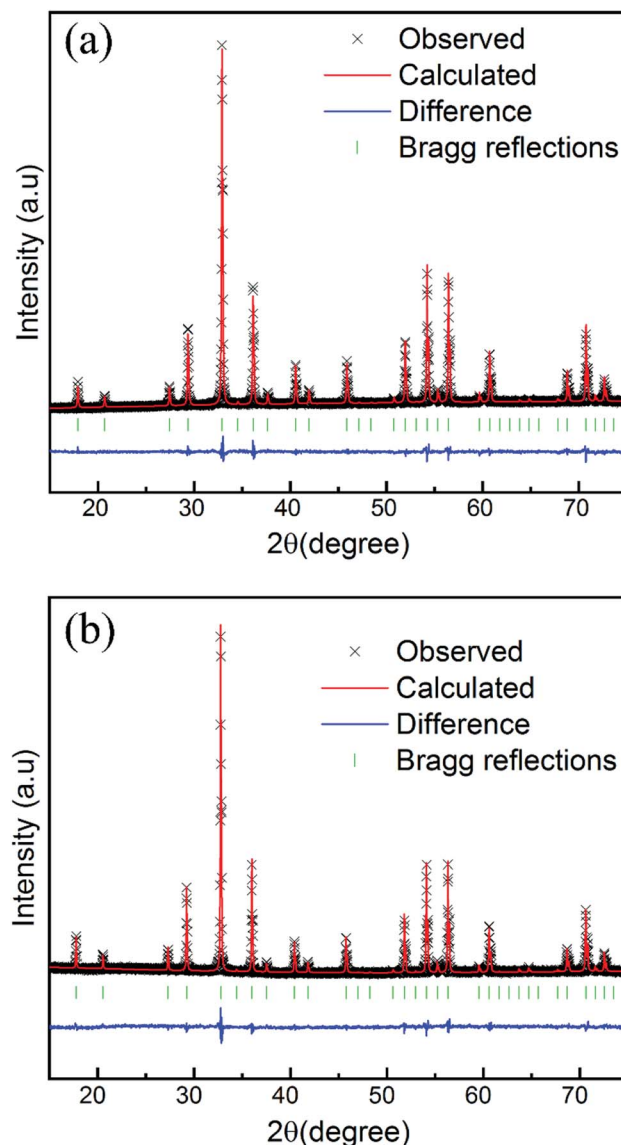 (a)
Observed
Calculated
Difference
Bragg reflections
Intensity (a.u)
20 30 40 50 60 70
2θ(degree)
(b)
Observed
Calculated
Difference
Bragg reflections
Intensity (a.u)
20 30 40 50 60 70
2θ(degree)